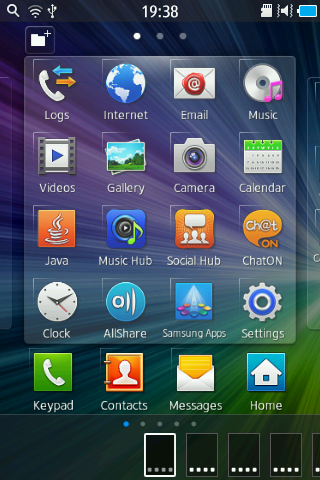 19:38
Logs Internet Email Music
Videos Gallery Camera Calendar
Java Music Hub Social Hub ChatON
Clock AllShare Samsung Apps Settings
Keypad Contacts Messages Home